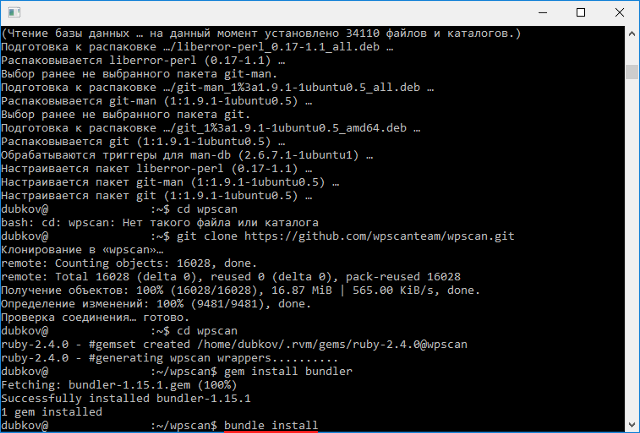 (Чтение базы данных … на данный момент установлено 34110 файлов и каталогов.)
Подготовка к распаковке …/liberror-perl_0.17-1.1_all.deb …
Распаковывается liberror-perl (0.17-1.1) …
Выбор ранее не выбранного пакета git-man.
Подготовка к распаковке …/git-man_1%3a1.9.1-1ubuntu0.5_all.deb …
Распаковывается git-man (1:1.9.1-1ubuntu0.5) …
Выбор ранее не выбранного пакета git.
Подготовка к распаковке …/git_1%3a1.9.1-1ubuntu0.5_amd64.deb …
Распаковывается git (1:1.9.1-1ubuntu0.5) …
Обрабатываются триггеры для man-db (2.6.7.1-1ubuntu1) …
Настраивается пакет liberror-perl (0.17-1.1) …
Настраивается пакет git-man (1:1.9.1-1ubuntu0.5) …
Настраивается пакет git (1:1.9.1-1ubuntu0.5) …
dubkov@ :~$ cd wpscan
bash: cd: wpscan: Нет такого файла или каталога
dubkov@ :~$ git clone https://github.com/wpscanteam/wpscan.git
Клонирование в «wpscan»…
remote: Counting objects: 16028, done.
remote: Total 16028 (delta 0), reused 0 (delta 0), pack-reused 16028
Получение объектов: 100% (16028/16028), 16.87 MiB | 565.00 KiB/s, done.
Определение изменений: 100% (9481/9481), done.
Проверка соединения… готово.
dubkov@ :~$ cd wpscan
ruby-2.4.0 - #gemset created /home/dubkov/.rvm/gems/ruby-2.4.0@wpscan
ruby-2.4.0 - #generating wpscan wrappers..........
dubkov@ :~/wpscan$ gem install bundler
Fetching: bundler-1.15.1.gem (100%)
Successfully installed bundler-1.15.1
1 gem installed
dubkov@ :~/wpscan$ bundle install